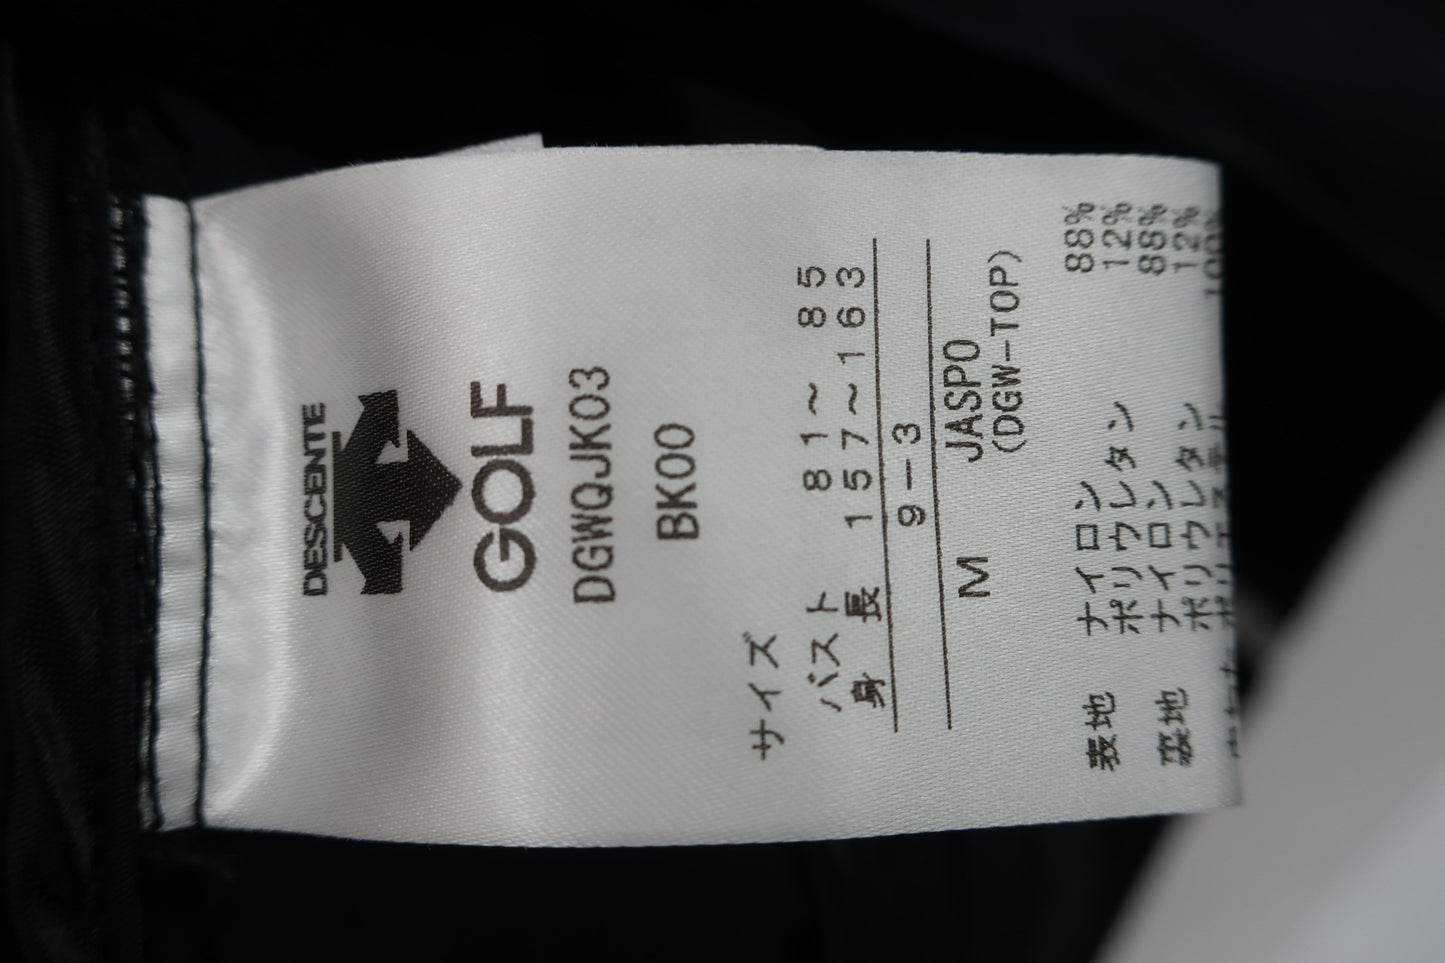 DESCENTE
GOLF
DGWQJK03
BK00
サイズ
バスト 81～ 85
身長 157～163
9-3
M JASPO
(DGW-TOP)
表地 ナイロン 88%
ポリウレタン 12%
裏地 ナイロン 88%
ポリウレタン 12%